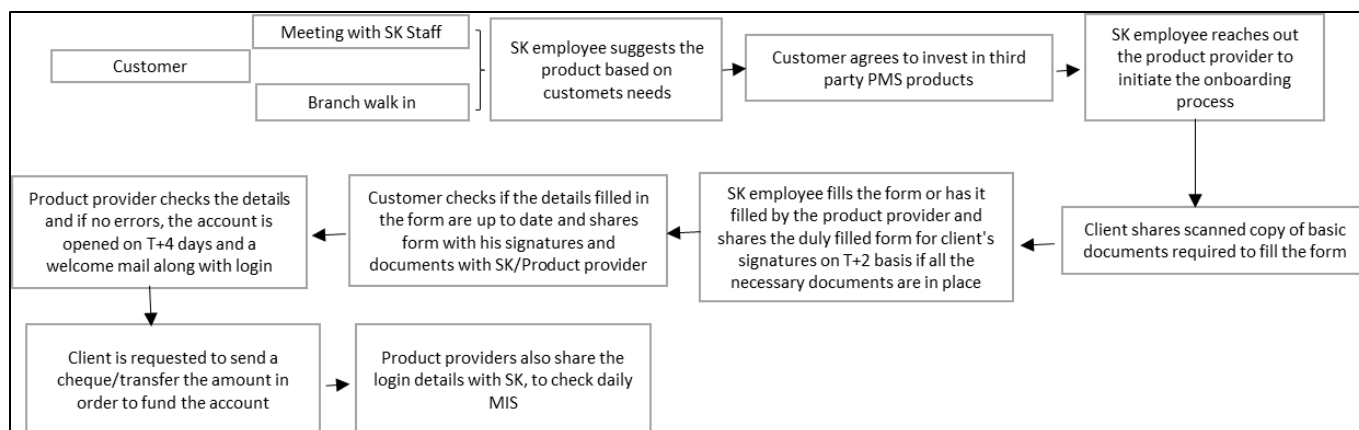 Customer
Meeting with SK Staff
Branch walk in
SK employee suggests the
product based on
customets needs
Customer agrees to invest in third
party PMS products
SK employee reaches out
the product provider to
initiate the onboarding
process
Client shares scanned copy of basic
documents required to fill the form
SK employee fills the form or has it
filled by the product provider and
shares the duly filled form for client's
signatures on T+2 basis if all the
necessary documents are in place
Customer checks if the details filled in
the form are up to date and shares
form with his signatures and
documents with SK/Product provider
Product provider checks the details
and if no errors, the account is
opened on T+4 days and a
welcome mail along with login
Client is requested to send a
cheque/transfer the amount in
order to fund the account
Product providers also share the
login details with SK, to check daily
MIS